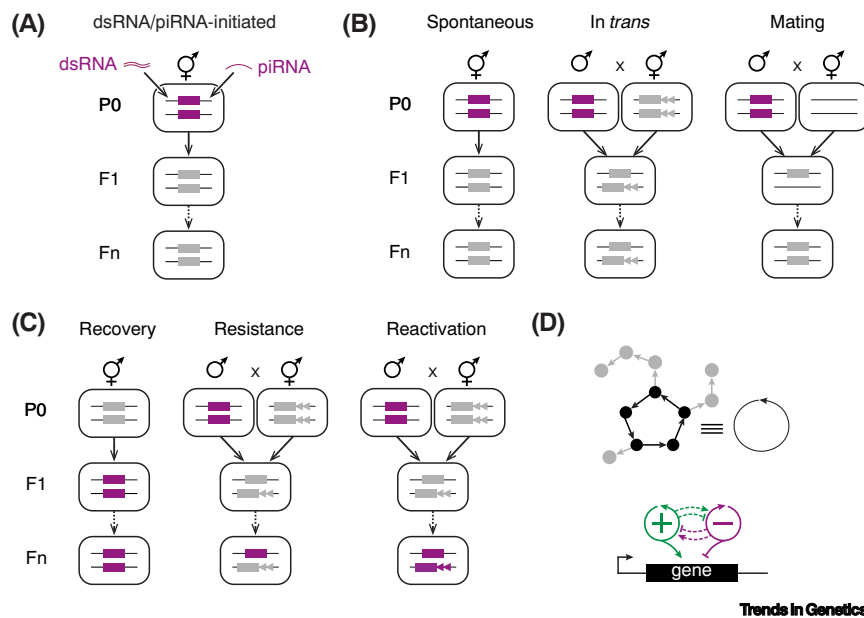 (A)
dsRNA/piRNA-initiated
dsRNA
piRNA
P0
F1
Fn
(B)
Spontaneous
In trans
Mating
x
x
P0
F1
Fn
(C)
Recovery
Resistance
Reactivation
x
x
P0
F1
Fn
(D)
+
−
gene
Trends in Genetics